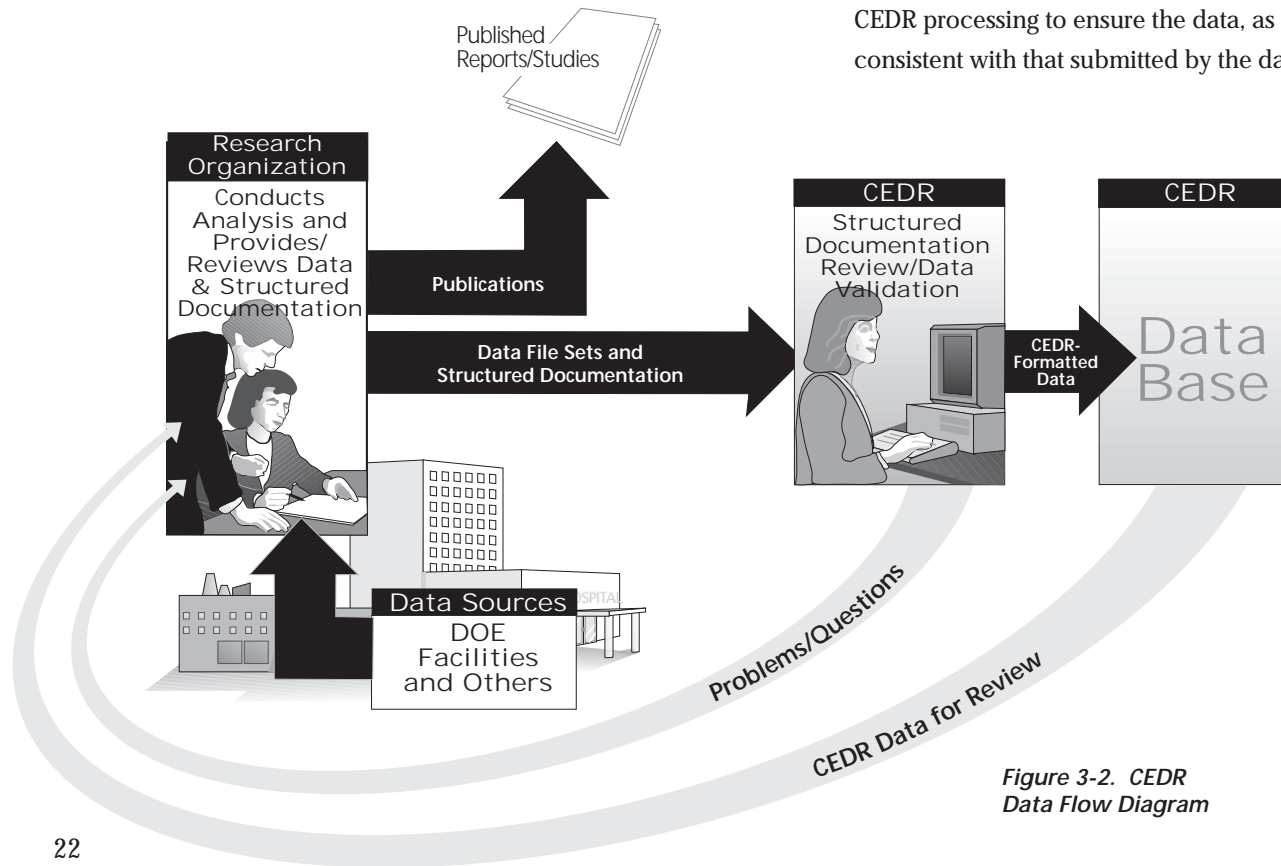 CEDR processing to ensure the data, as
consistent with that submitted by the da
Published
Reports/Studies
Research
Organization
Conducts
Analysis and
Provides/
Reviews Data
& Structured
Documentation
Publications
Data File Sets and
Structured Documentation
CEDR
Structured
Documentation
Review/Data
Validation
CEDR-
Formatted
Data
CEDR
Data
Base
Data Sources
DOE
Facilities
and Others
OSPITAL
Problems/Questions
CEDR Data for Review
Figure 3-2. CEDR
Data Flow Diagram
22